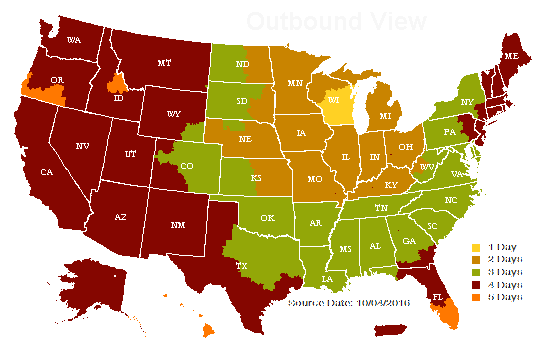 Outbound View
WA
MT
ND
MN
ME
OR
ID
WY
SD
WI
MI
NY
NV
UT
CO
NE
IA
IL
IN
OH
PA
CA
KS
MO
KY
WV
VA
AZ
NM
OK
AR
TN
NC
SC
TX
LA
MS
AL
GA
FL
1 Day
2 Days
3 Days
4 Days
5 Days
Source Date: 10/04/2016